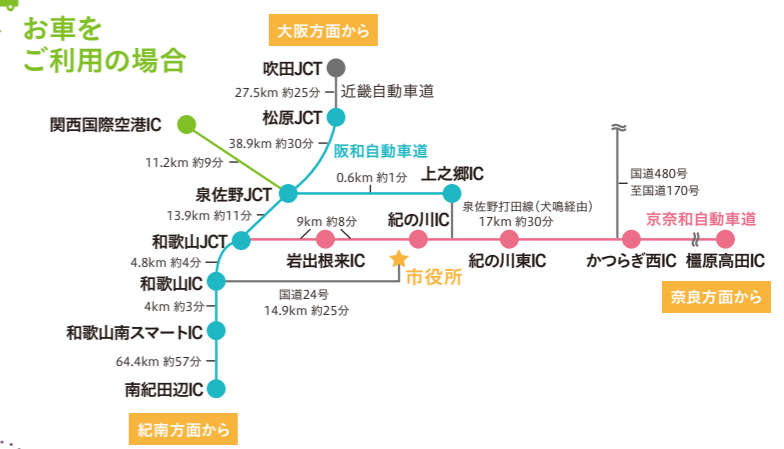 お車を
ご利用の場合
大阪方面から
吹田JCT
27.5km 約25分
近畿自動車道
松原JCT
関西国際空港IC
38.9km 約30分
阪和自動車道
11.2km 約9分
0.6km 約1分
上之郷IC
国道480号
至国道170号
泉佐野JCT
泉佐野打田線(犬鳴経由)
17km 約30分
13.9km 約11分
9km 約8分
紀の川IC
京奈和自動車道
和歌山JCT
岩出根来IC
紀の川東IC
かつらぎ西IC
橿原高田IC
4.8km 約4分
市役所
和歌山IC
国道24号
14.9km 約25分
奈良方面から
4km 約3分
和歌山南スマートIC
64.4km 約57分
南紀田辺IC
紀南方面から